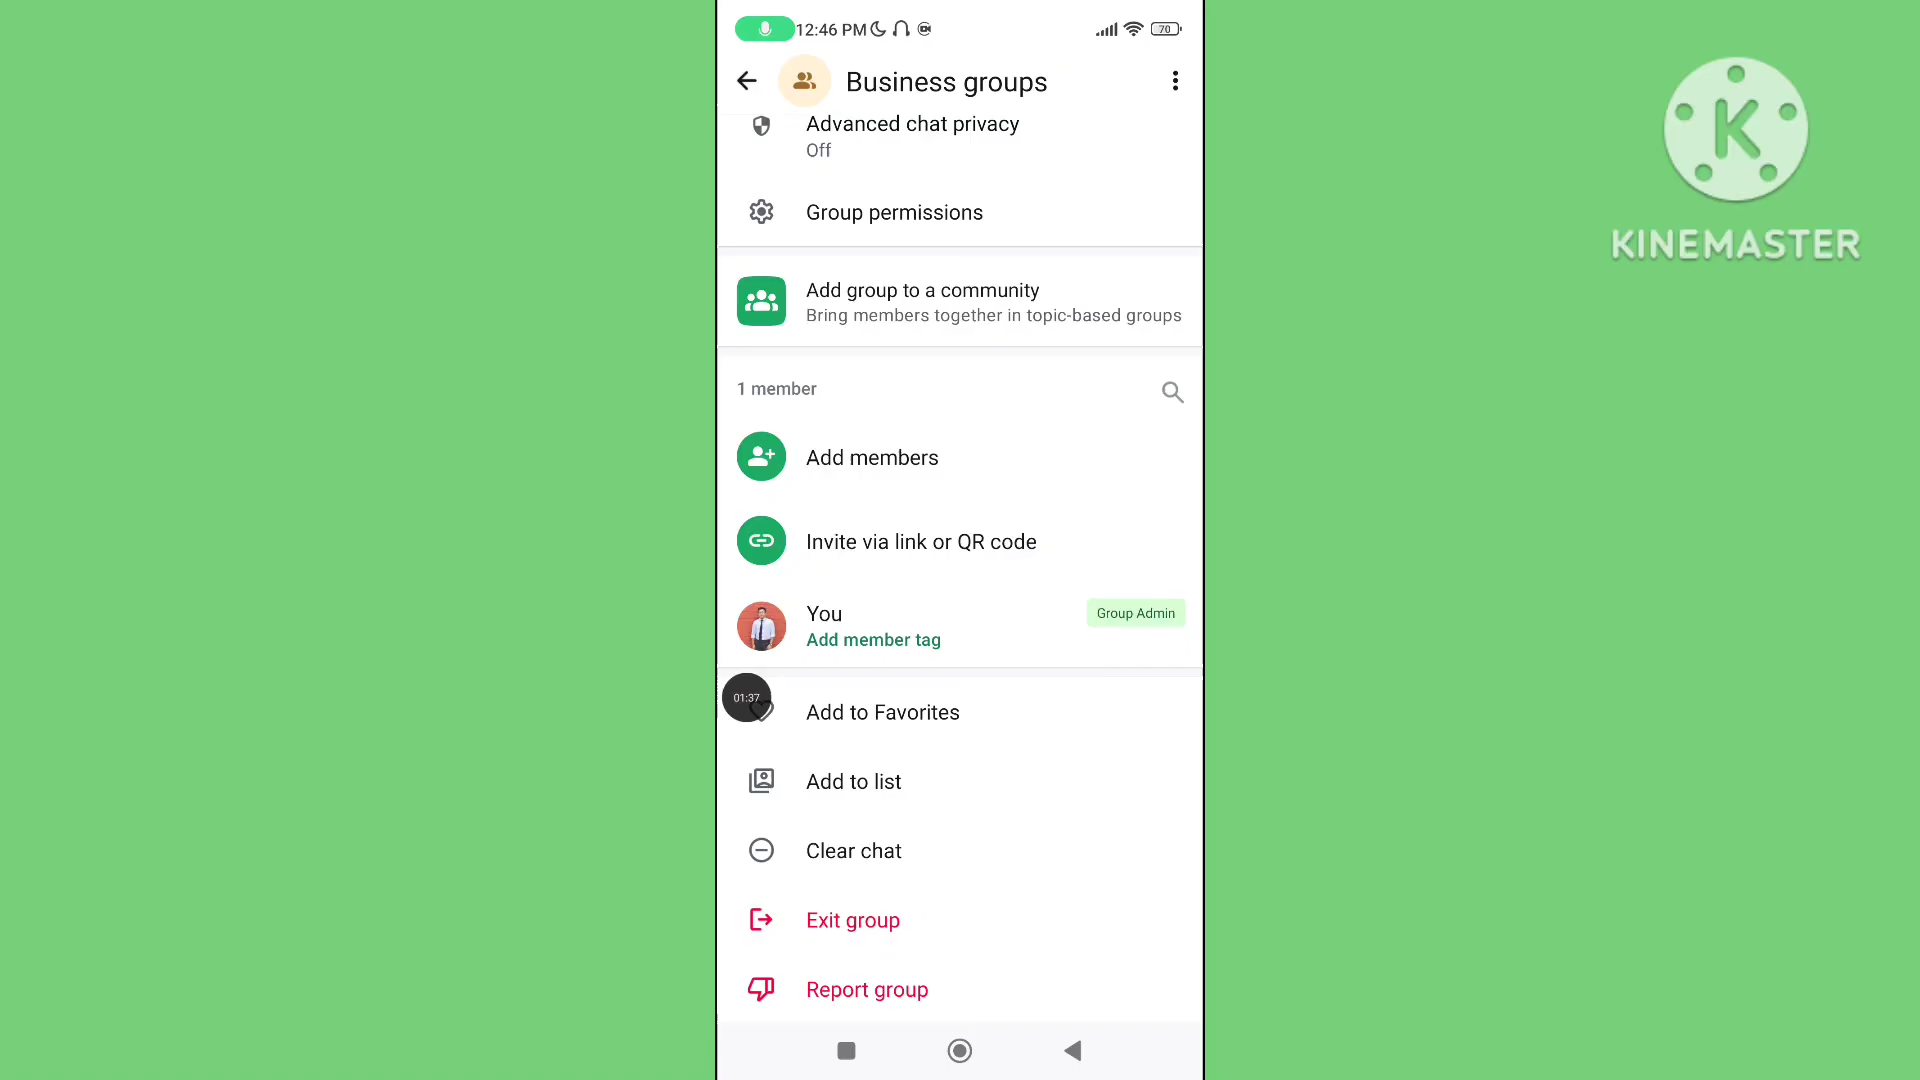 12:46 PM
70
Business groups
Advanced chat privacy
Off
Group permissions
Add group to a community
Bring members together in topic-based groups
1 member
Add members
Invite via link or QR code
You
Group Admin
Add member tag
01:37
Add to Favorites
Add to list
Clear chat
Exit group
Report group
K
KINEMASTER